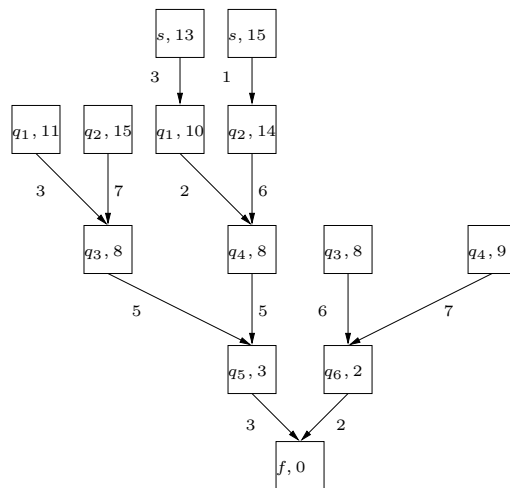 s, 13 s, 15
3 1
q₁, 11 q₂, 15 q₁, 10 q₂, 14
3 7 2 6
q₃, 8 q₄, 8 q₃, 8 q₄, 9
5 5 6 7
q₅, 3 q₆, 2
3 2
f, 0